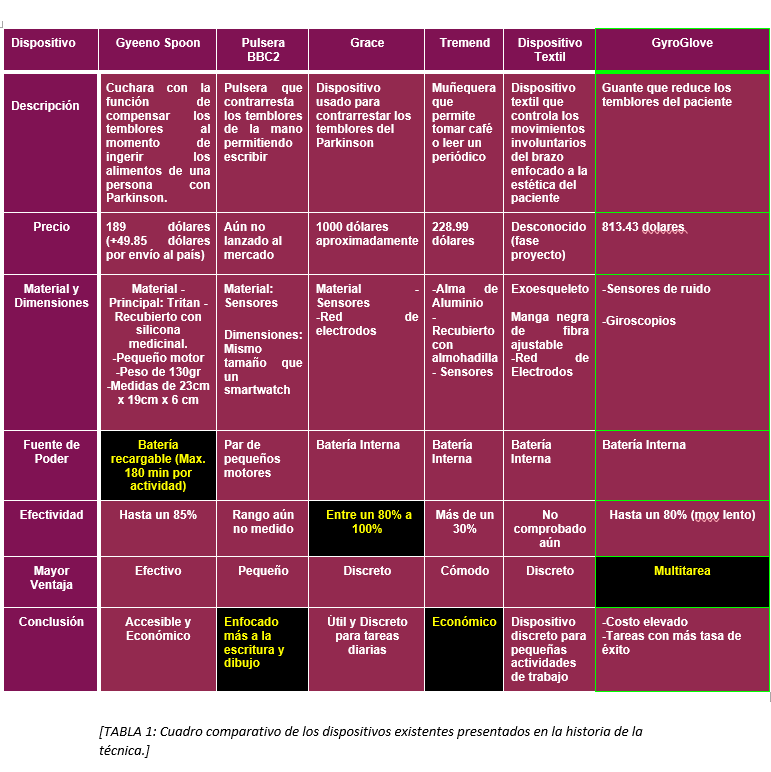 Dispositivo
Gyeeno Spoon
Pulsera
BBC2
Grace
Tremend
Dispositivo
Textil
GyroGlove
Descripción
Cuchara con la
función de
compensar los
temblores al
momento de
ingerir los
alimentos de una
persona con
Parkinson.
Pulsera que
contrarresta
los temblores
de la mano
permitiendo
escribir
Dispositivo
usado para
contrarrestar los
temblores del
Parkinson
Muñequera
que
permite
tomar café
o leer un
periódico
Dispositivo
textil que
controla los
movimientos
involuntarios
del brazo
enfocado a la
estética del
paciente
Guante que reduce los
temblores del paciente
Precio
189 dólares
(+49.85 dólares
por envío al país)
Aún no
lanzado al
mercado
1000 dólares
aproximadamente
228.99
dólares
Desconocido
(fase
proyecto)
813.43 dolares
Material y
Dimensiones
Material -
Principal: Tritan -
Recubierto con
silicona
medicinal.
-Pequeño motor
-Peso de 130gr
-Medidas de 23cm
x 19cm x 6 cm
Material:
Sensores
Dimensiones:
Mismo
tamaño que
un
smartwatch
Material -
Sensores
-Red de
electrodos
-Alma de
Aluminio
-
Recubierto
con
almohadilla
- Sensores
Exoesqueleto
Manga negra
de fibra
ajustable
-Red de
Electrodos
-Sensores de ruido
-Giroscopios
Fuente de
Poder
Batería
recargable (Max.
180 min por
actividad)
Par de
pequeños
motores
Batería Interna
Batería
Interna
Batería
Interna
Batería Interna
Efectividad
Hasta un 85%
Rango aún
no medido
Entre un 80% a
100%
Más de un
30%
No
comprobado
aún
Hasta un 80% (moy lento)
Mayor
Ventaja
Efectivo
Pequeño
Discreto
Cómodo
Discreto
Multitarea
Conclusión
Accesible y
Económico
Enfocado
más a la
escritura y
dibujo
Ùtil y Discreto
para tareas
diarias
Económico
Dispositivo
discreto para
pequeñas
actividades
de trabajo
-Costo elevado
-Tareas con más tasa de
éxito
[TABLA 1: Cuadro comparativo de los dispositivos existentes presentados en la historia de la
técnica.]